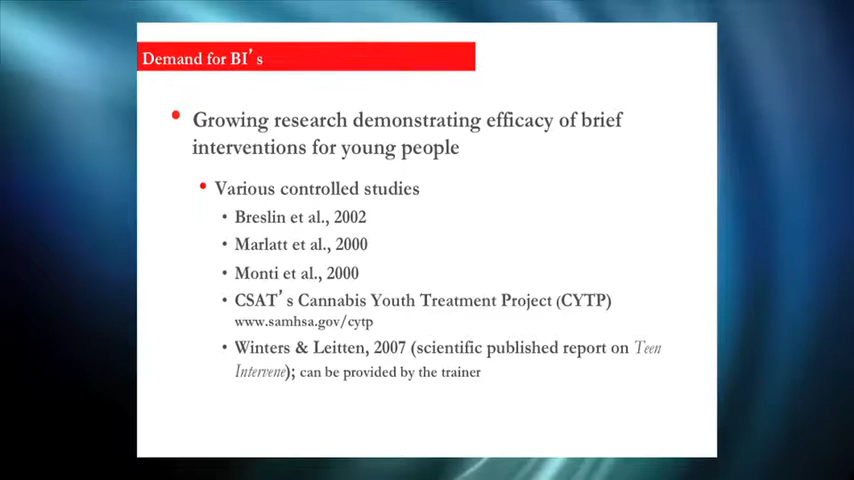 Demand for BI's
• Growing research demonstrating efficacy of brief
interventions for young people
• Various controlled studies
• Breslin et al., 2002
• Marlatt et al., 2000
• Monti et al., 2000
• CSAT's Cannabis Youth Treatment Project (CYTP)
www.samhsa.gov/cytp
• Winters & Leitten, 2007 (scientific published report on Teen
Intervene); can be provided by the trainer